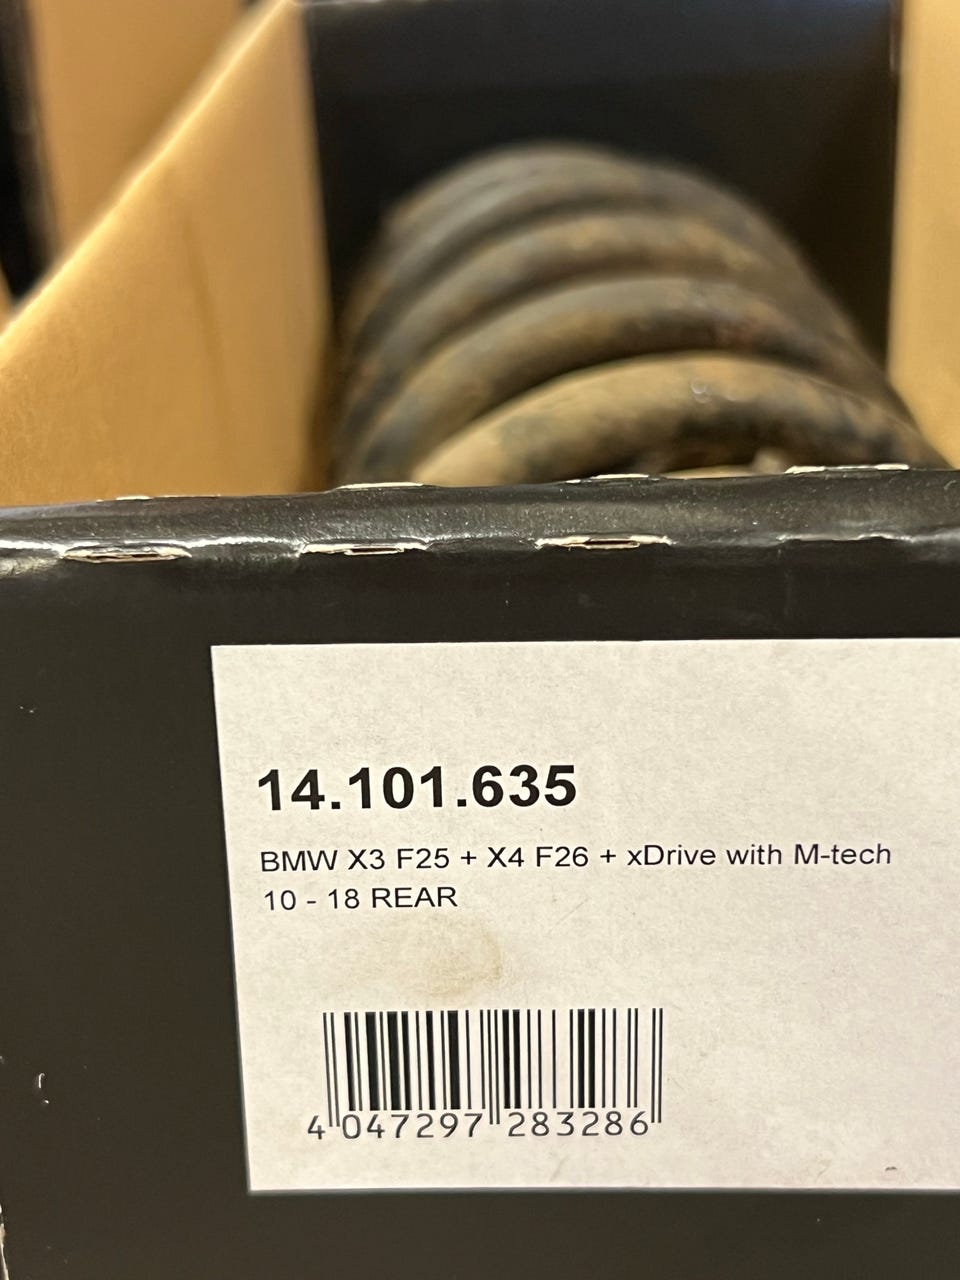 14.101.635
BMW X3 F25 + X4 F26 + xDrive with M-tech
10 - 18 REAR
4 047297 283286